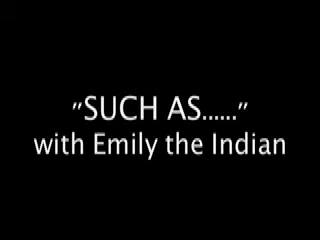 "SUCH AS......"
with Emily the Indian